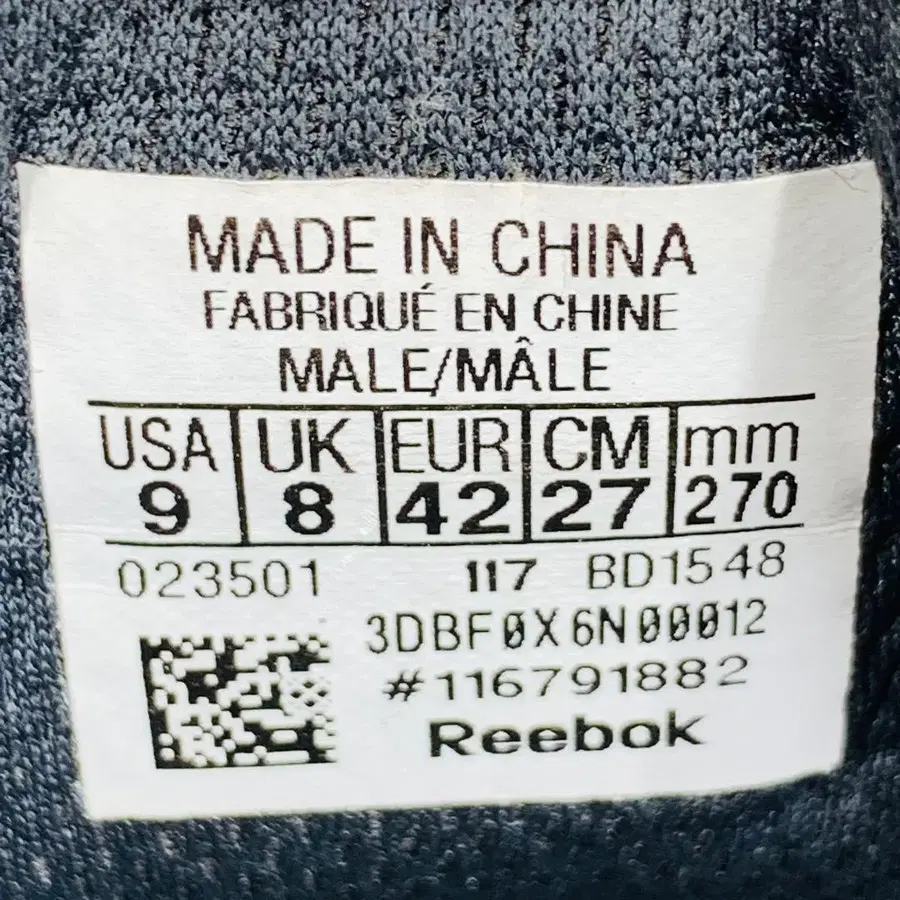 MADE IN CHINA
FABRIQUÉ EN CHINE
MALE/MÂLE
USA UK EUR CM mm
9 8 42 27 270
023501 117 BD1548
3DBF0X6N00012
#116791882
Reebok